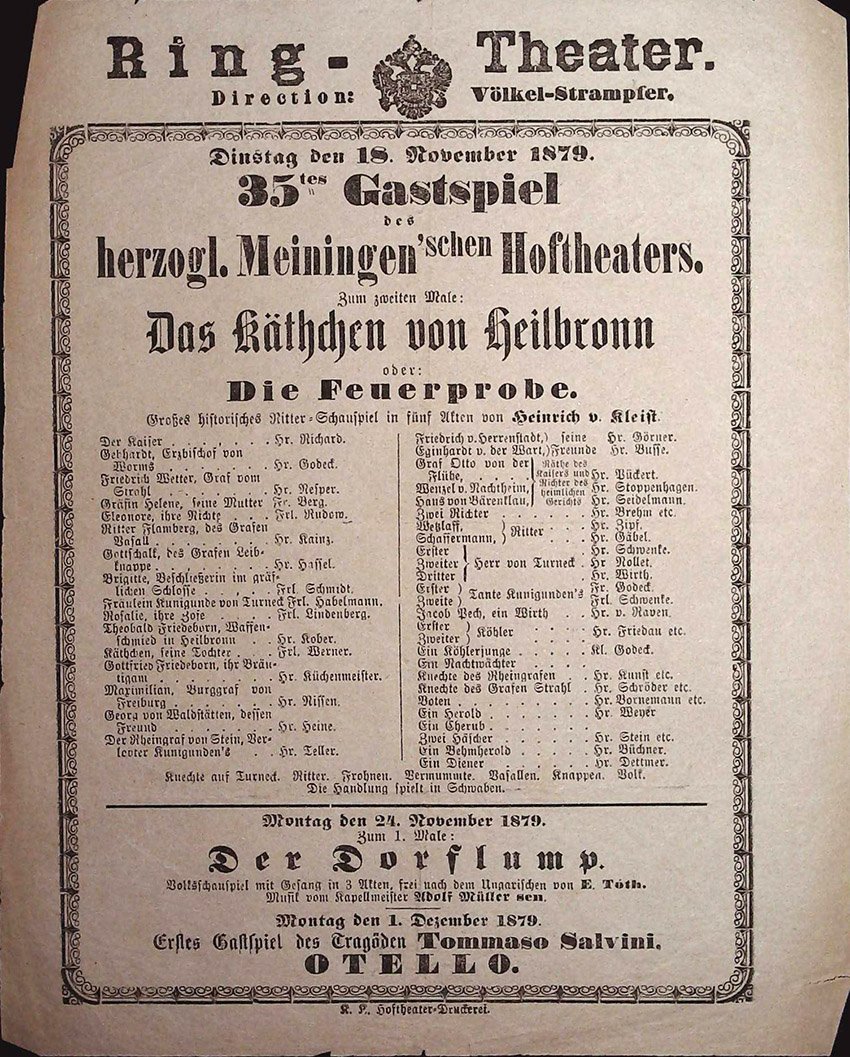 Ring-Theater.
Direction: Völkel-Strampfer.
Dinstag den 18. November 1879.
35tes Gastspiel
des
herzogl. Meiningen'schen Hoftheaters.
Zum zweiten Male:
Das Käthchen von Heilbronn
oder:
Die Feuerprobe.
Großes historisches Ritter-Schauspiel in fünf Akten von Heinrich v. Kleist.
Der Kaiser . . . . . . Hr. Richard.
Gebhardt, Erzbischof von
Worms . . . . . . Hr. Godeck.
Friedrich Wetter, Graf vom
Strahl . . . . . . Hr. Nesper.
Gräfin Helene, seine Mutter Fr. Berg.
Eleonore, ihre Nichte . . . Frl. Rudow.
Ritter Flamberg, des Grafen
Vasall . . . . . . Hr. Kainz.
Gottschalk, des Grafen Leib-
knappe . . . . . . Hr. Hassel.
Brigitte, Beschließerin im gräf-
lichen Schlosse . . . . Frl. Schmidt.
Fräulein Kunigunde von Turneck Frl. Habelmann.
Rosalie, ihre Zofe . . . . Frl. Lindenberg.
Theobald Friedeborn, Waffen-
schmied in Heilbronn . . Hr. Kober.
Käthchen, seine Tochter . . Frl. Werner.
Gottfried Friedeborn, ihr Bräu-
tigam . . . . . . Hr. Küchenmeister.
Maximilian, Burggraf von
Freiburg . . . . . Hr. Nissen.
Georg von Waldstätten, dessen
Freund . . . . . . Hr. Heine.
Der Rheingraf von Stein, Ver-
lobter Kunigunden's . . Hr. Teller.
Friedrich v. Herrenstadt,) seine Hr. Görner.
Eginhardt v. der Wart,) Freunde Hr. Busse.
Graf Otto von der
Flühe, . . . . . Hr. Pückert.
Wenzel v. Nachtheim, Hr. Stoppenhagen.
Hans von Bärenklau, Hr. Seidelmann.
Räthe des
Kaisers und
Richter des
heimlichen
Gerichts
Zwei Richter . . . . . Hr. Brehm etc.
Wetzlaff, } Ritter . . . Hr. Zipf.
Schaffermann, Hr. Gäbel.
Erster Hr. Schwenke.
Zweiter } Herr von Turneck . Hr Nollet.
Dritter Hr. Wirth.
Erster ) Tante Kunigunden's Fr. Godeck.
Zweite ) Frl. Schwenke.
Jacob Pech, ein Wirth . . Hr. v. Raven.
Erster
Zweiter } Köhler . . . . Hr. Friedau etc.
Ein Köhlerjunge . . . . Kl. Godeck.
Ein Nachtwächter . . . .
Knechte des Rheingrafen . . Hr. Kunst etc.
Knechte des Grafen Strahl . Hr. Schröder etc.
Boten . . . . . . . Hr. Bornemann etc.
Ein Herold . . . . . . Hr. Weyer
Ein Cherub . . . . . .
Zwei Häscher . . . . . Hr. Stein etc.
Ein Vehmherold . . . . . Hr. Büchner.
Ein Diener . . . . . . Hr. Dettmer.
Knechte auf Turneck. Ritter. Frohnen. Vermummte. Vasallen. Knappen. Volk.
Die Handlung spielt in Schwaben.
Montag den 24. November 1879.
Zum 1. Male:
Der Dorflump.
Volksschauspiel mit Gesang in 3 Akten, frei nach dem Ungarischen von E. Tóth.
Musik vom Kapellmeister Adolf Müller sen.
Montag den 1. Dezember 1879.
Erstes Gastspiel des Tragöden Tommaso Salvini.
OTELLO.
K. K. Hoftheater-Druckerei.